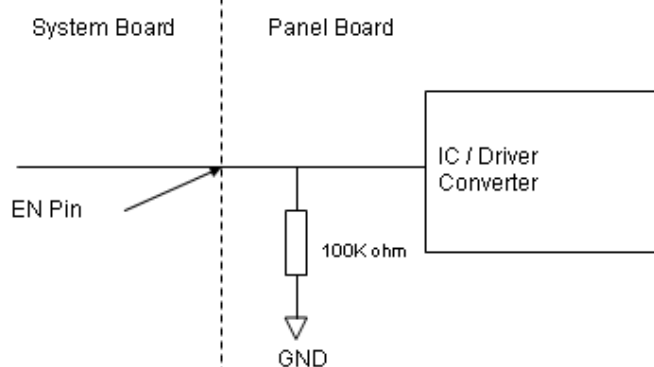 System Board
Panel Board
IC / Driver
Converter
EN Pin
100K ohm
GND